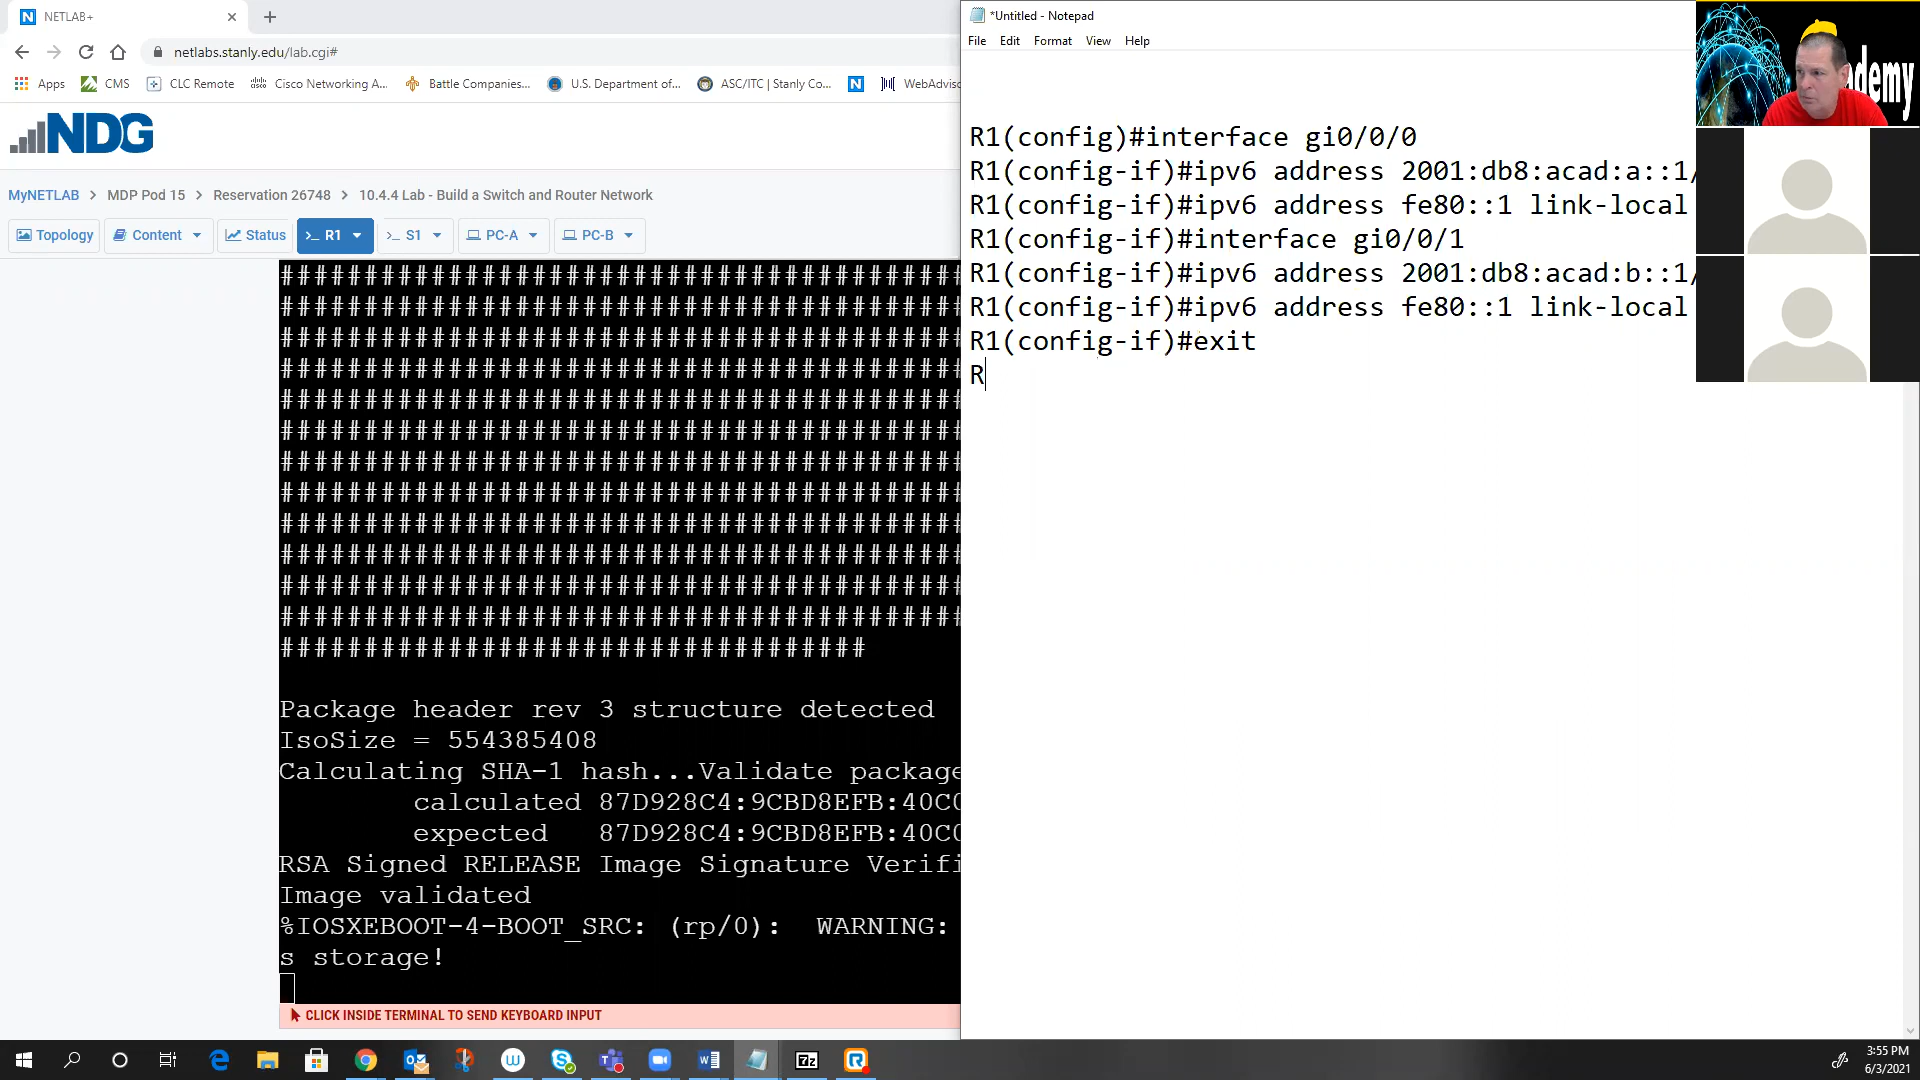 NETLAB+
*Untitled - Notepad
File Edit Format View Help
netlabs.stanly.edu/lab.cgi#
Apps CMS CLC Remote Cisco Networking A... Battle Companies... U.S. Department of... ASC/ITC | Stanly Co... WebAdviso
NDG
MyNETLAB > MDP Pod 15 > Reservation 26748 > 10.4.4 Lab - Build a Switch and Router Network
Topology Content Status R1 S1 PC-A PC-B
R1(config)#interface gi0/0/0
R1(config-if)#ipv6 address 2001:db8:acad:a::1/
R1(config-if)#ipv6 address fe80::1 link-local
R1(config-if)#interface gi0/0/1
R1(config-if)#ipv6 address 2001:db8:acad:b::1/
R1(config-if)#ipv6 address fe80::1 link-local
R1(config-if)#exit
R
ademy
Package header rev 3 structure detected
IsoSize = 554385408
Calculating SHA-1 hash...Validate package
calculated 87D928C4:9CBD8EFB:40C0
expected 87D928C4:9CBD8EFB:40C0
RSA Signed RELEASE Image Signature Verifi
Image validated
%IOSXEBOOT-4-BOOT_SRC: (rp/0): WARNING:
s storage!
CLICK INSIDE TERMINAL TO SEND KEYBOARD INPUT
3:55 PM
6/3/2021